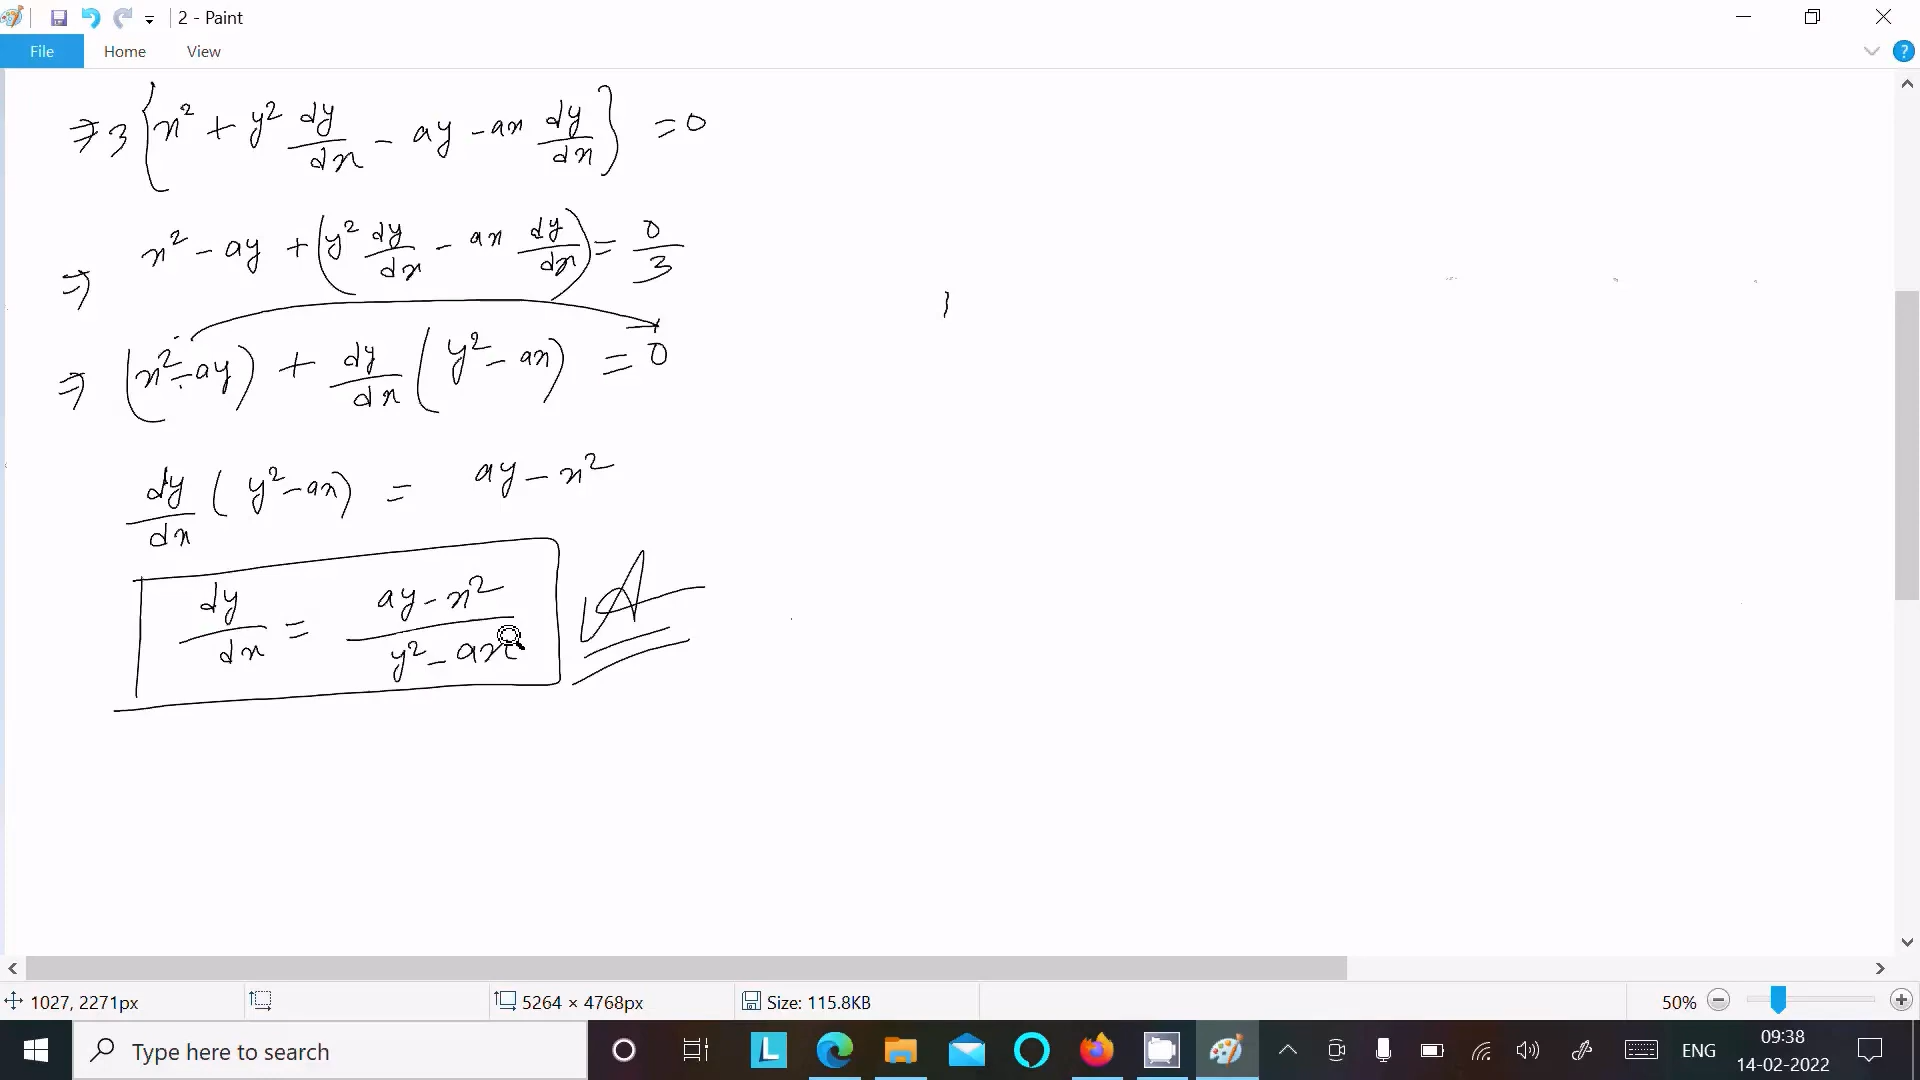 2 - Paint
File Home View
⇒ 3 { x² + y² dy/dx - ay - ax dy/dx } = 0
⇒ x² - ay + ( y² dy/dx - ax dy/dx ) = 0/3
⇒ ( x² - ay ) + dy/dx ( y² - ax ) = 0
dy/dx ( y² - ax ) = ay - x²
dy/dx = ay - x² / y² - ax
1027, 2271px 5264 × 4768px Size: 115.8KB 50%
Type here to search ENG 09:38
14-02-2022